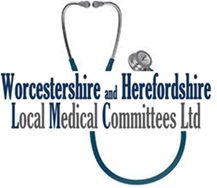 Worcestershire and Herefordshire
Local Medical Committees Ltd